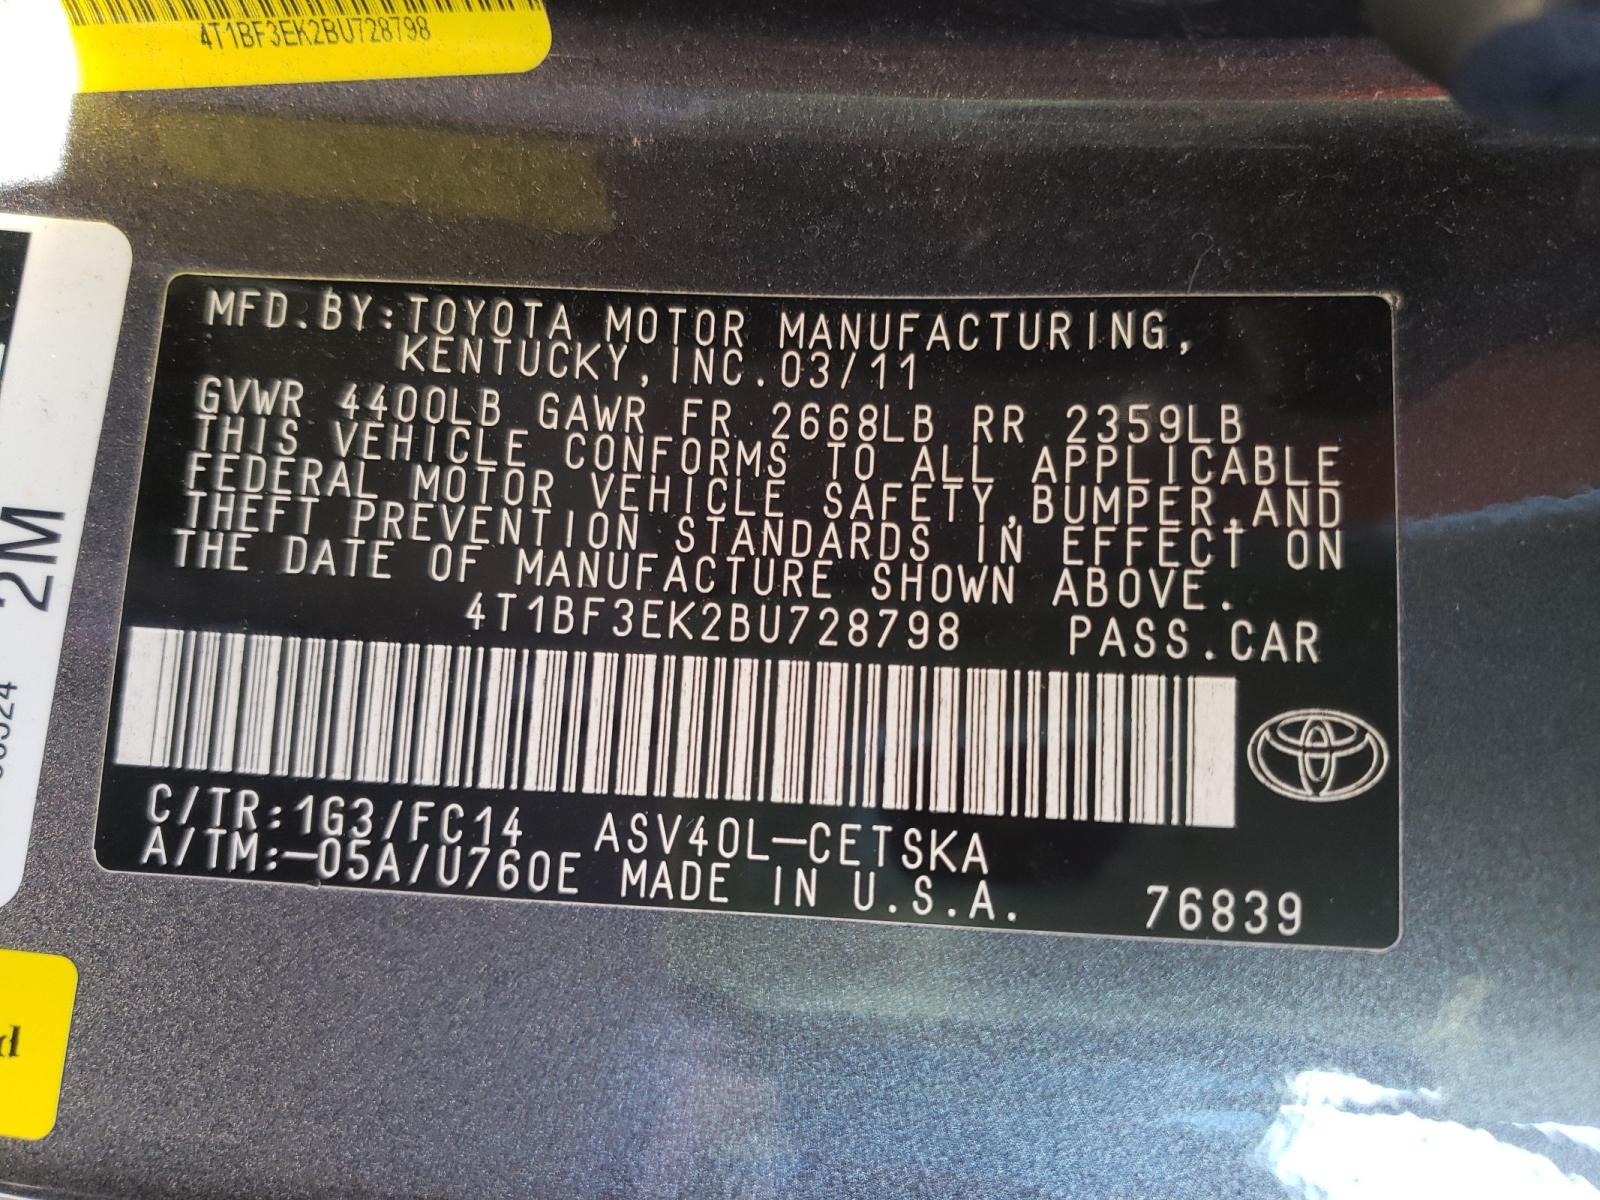 4T1BF3EK2BU728798
MFD.BY:TOYOTA MOTOR MANUFACTURING,
KENTUCKY,INC.03/11
GVWR 4400LB GAWR FR 2668LB RR 2359LB
THIS VEHICLE CONFORMS TO ALL APPLICABLE
FEDERAL MOTOR VEHICLE SAFETY,BUMPER,AND
THEFT PREVENTION STANDARDS IN EFFECT ON
THE DATE OF MANUFACTURE SHOWN ABOVE.
4T1BF3EK2BU728798 PASS.CAR
C/TR:1G3/FC14 ASV40L-CETSKA
A/TM:-05A/U760E MADE IN U.S.A. 76839
2M